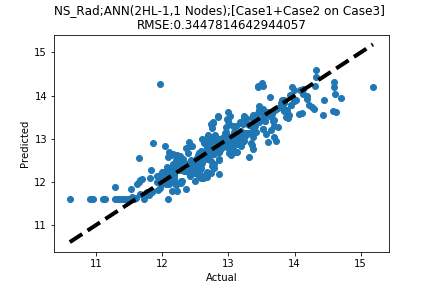 NS_Rad;ANN(2HL-1,1 Nodes);[Case1+Case2 on Case3]
RMSE:0.3447814642944057
15
14
13
12
11
Predicted
11
12
13
14
15
Actual